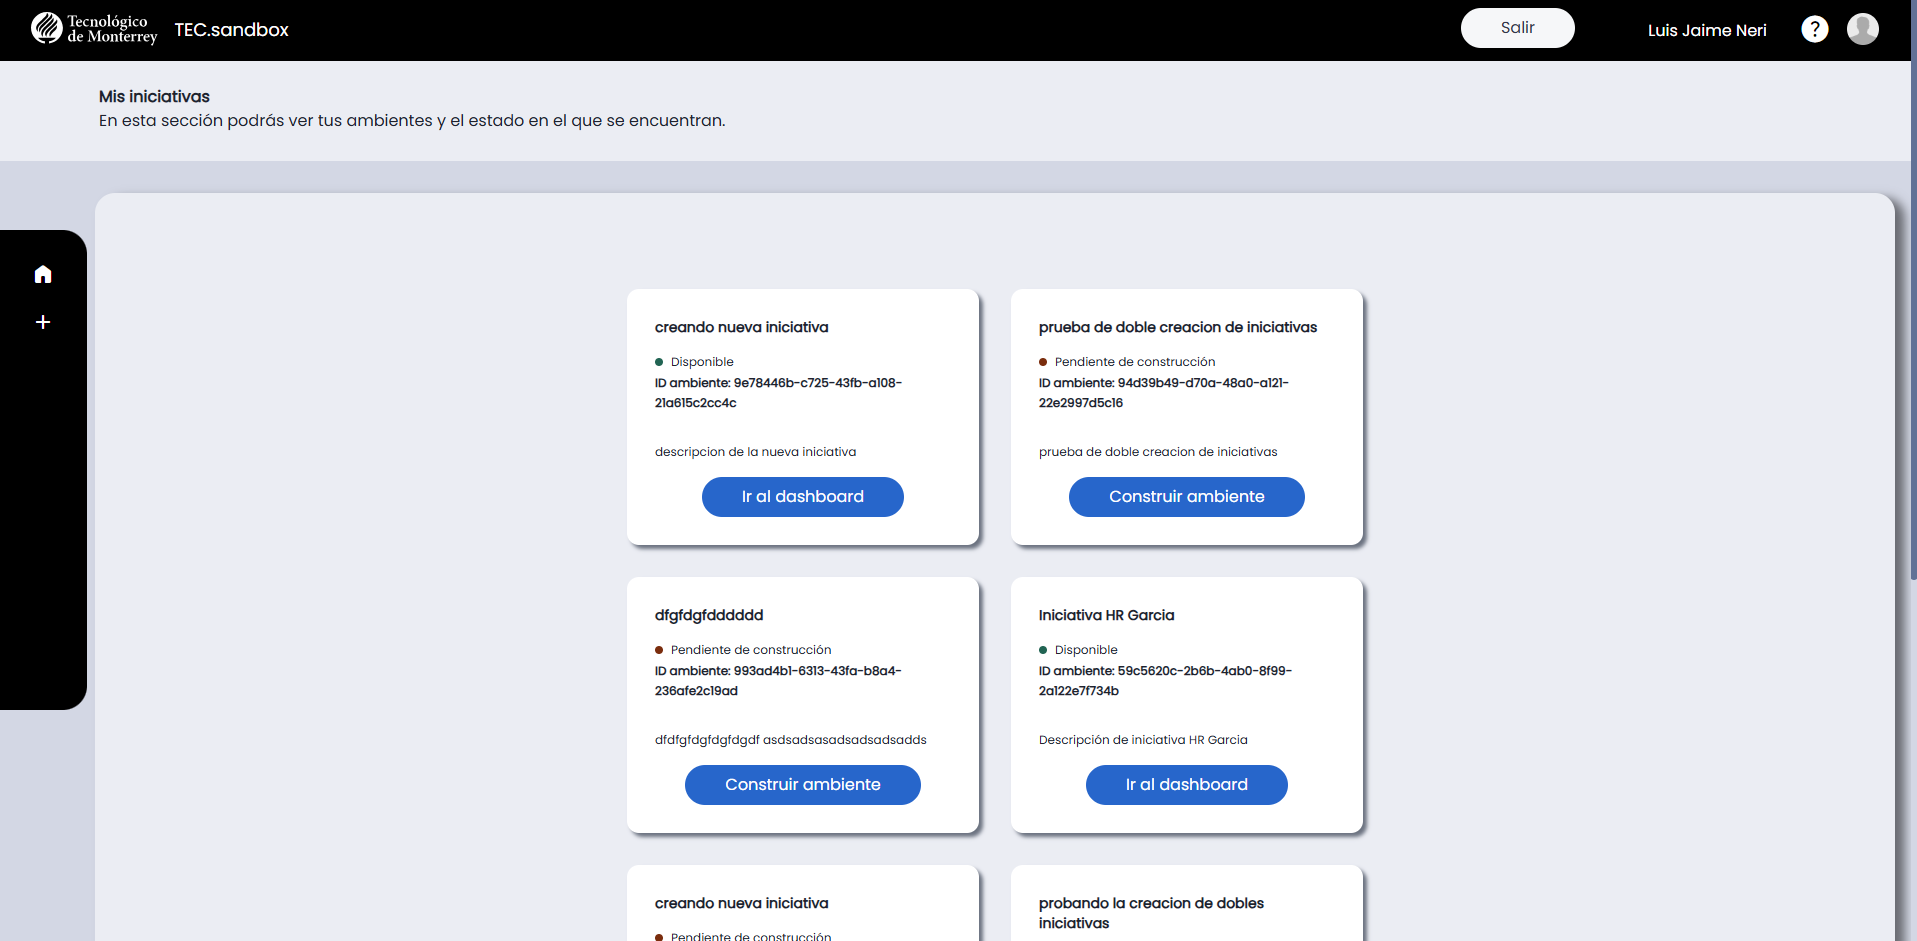 Tecnológico
de Monterrey
TEC.sandbox
Salir
Luis Jaime Neri
?
Mis iniciativas
En esta sección podrás ver tus ambientes y el estado en el que se encuentran.
creando nueva iniciativa
Disponible
ID ambiente: 9e78446b-c725-43fb-a108-
21a615c2cc4c
descripcion de la nueva iniciativa
Ir al dashboard
prueba de doble creacion de iniciativas
Pendiente de construcción
ID ambiente: 94d39b49-d70a-48a0-a121-
22e2997d5c16
prueba de doble creacion de iniciativas
Construir ambiente
dfgfdgfdddddd
Pendiente de construcción
ID ambiente: 993ad4b1-6313-43fa-b8a4-
236afe2c19ad
dfdfgfdgfdgfdgdf asdsadsasadsadsadsadds
Construir ambiente
Iniciativa HR Garcia
Disponible
ID ambiente: 59c5620c-2b6b-4ab0-8f99-
2a122e7f734b
Descripción de iniciativa HR Garcia
Ir al dashboard
creando nueva iniciativa
Pendiente de construcción
probando la creacion de dobles
iniciativas